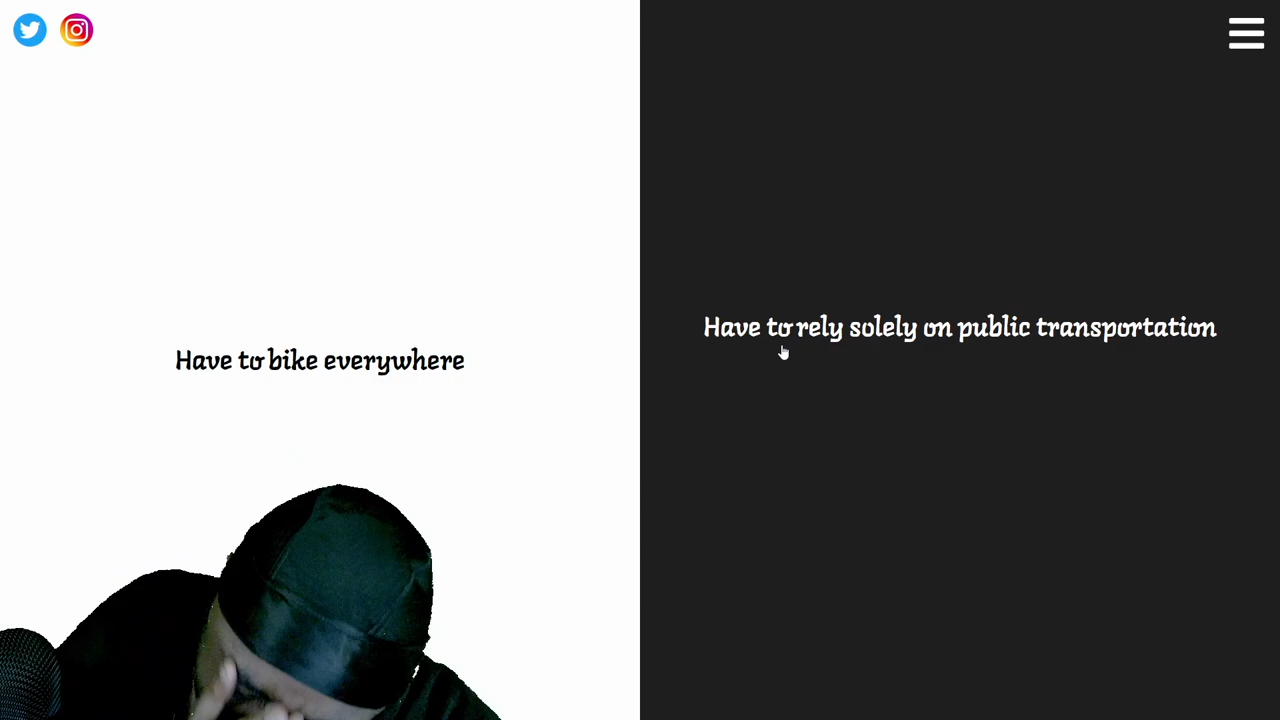 Have to bike everywhere
Have to rely solely on public transportation